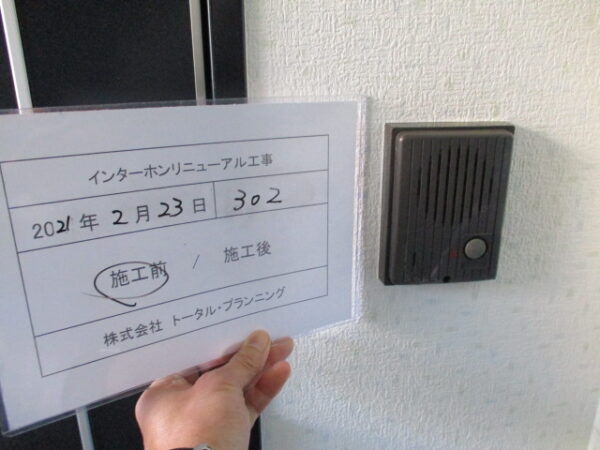 インターホンリニューアル工事
2021年 2月 23日 302
施工前 / 施工後
株式会社 トータル・プランニング